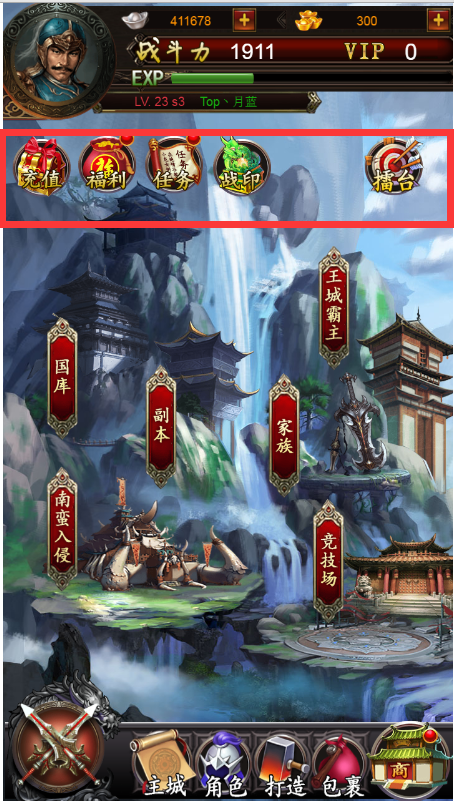 411678 300
战斗力 1911 VIP 0
EXP
LV. 23 s3 Top丶月蓝
充值 福利 任务 战印 擂台
王城霸主
国库
副本
家族
南蛮入侵
竞技场
主城 角色 打造 包裹
商